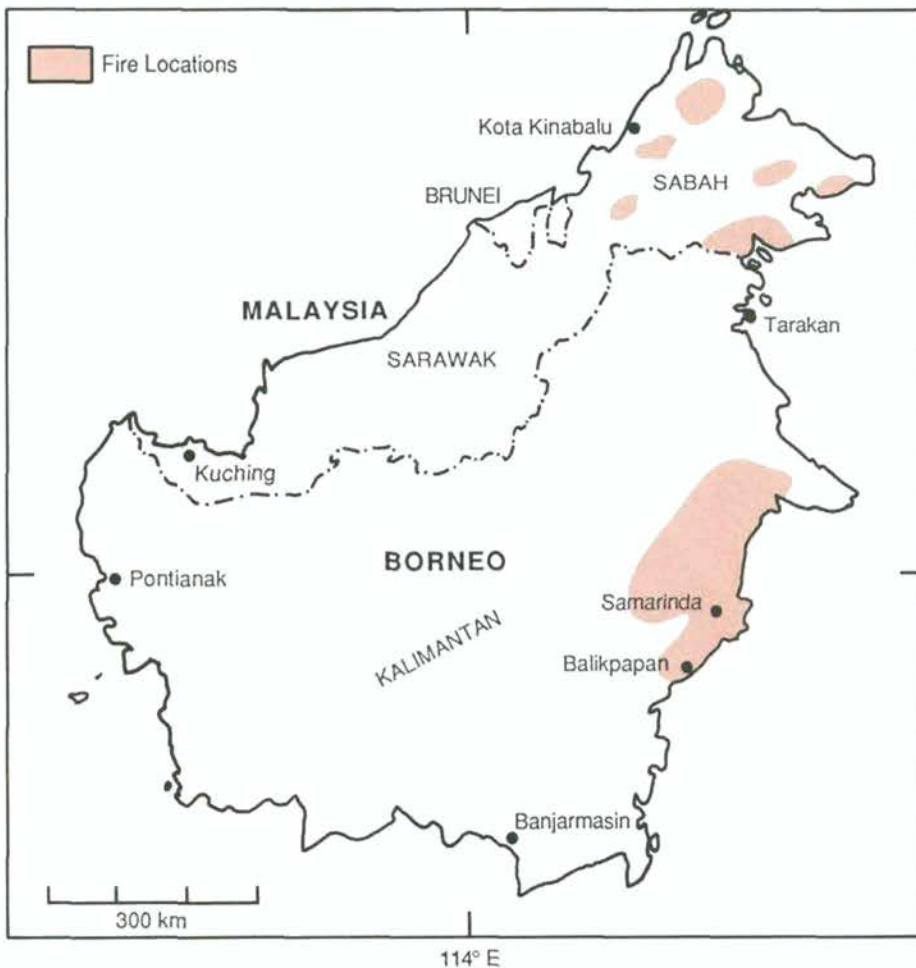 Fire Locations
Kota Kinabalu
SABAH
BRUNEI
MALAYSIA
Tarakan
SARAWAK
Kuching
BORNEO
Pontianak
Samarinda
KALIMANTAN
Balikpapan
Banjarmasin
300 km
114° E